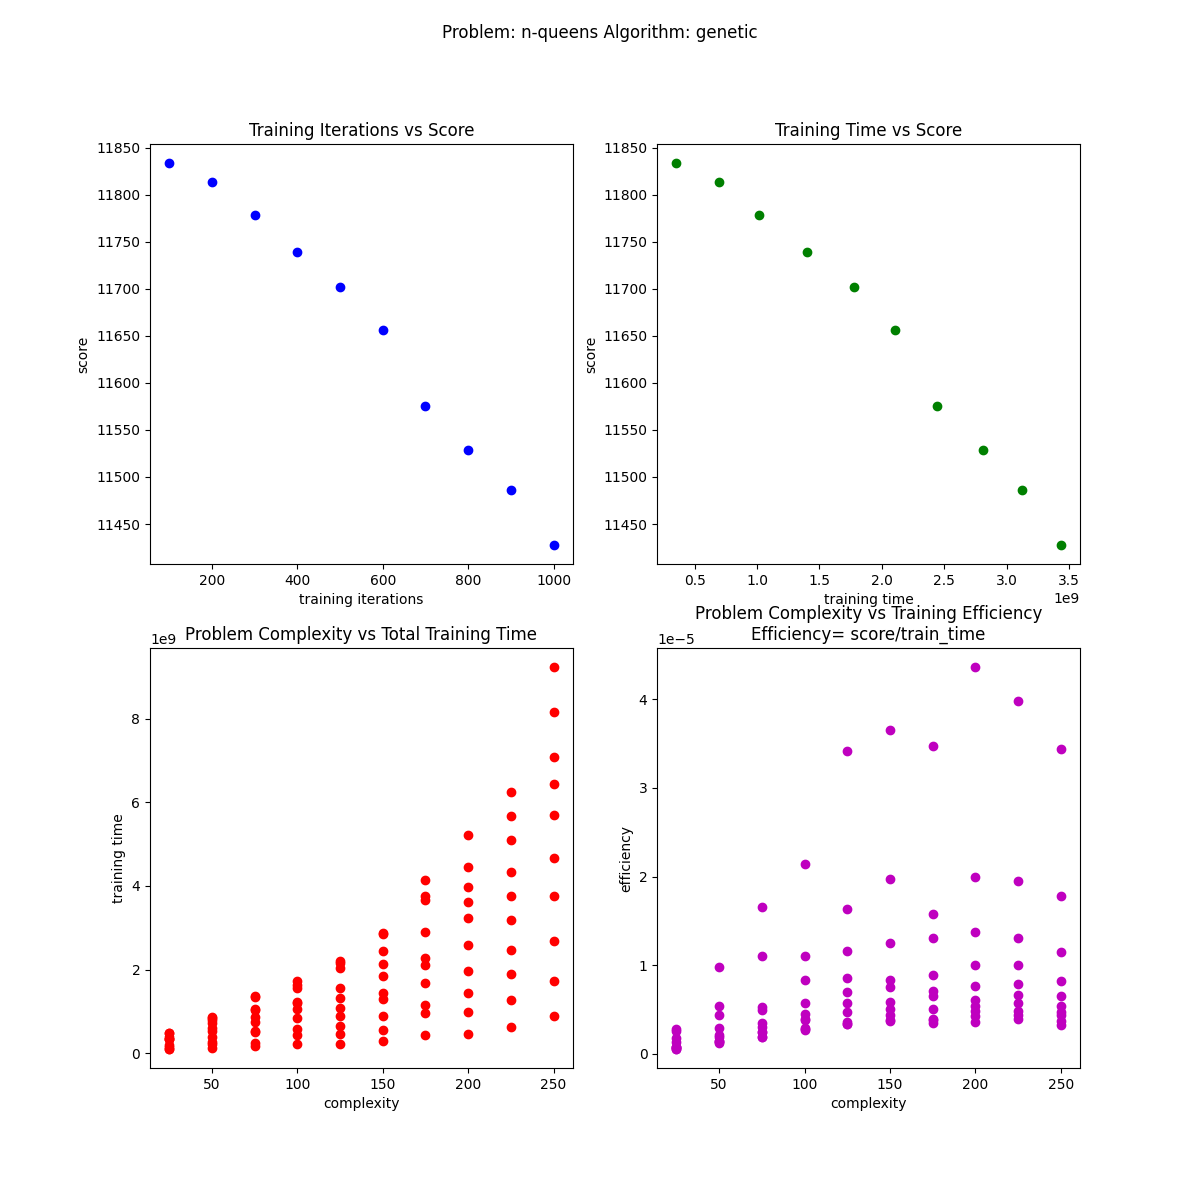 Problem: n-queens Algorithm: genetic
Training Iterations vs Score
11850
11800
11750
11700
11650
11600
11550
11500
11450
score
200 400 600 800 1000
training iterations
Training Time vs Score
11850
11800
11750
11700
11650
11600
11550
11500
11450
score
0.5 1.0 1.5 2.0 2.5 3.0 3.5
1e9
training time
Problem Complexity vs Total Training Time
1e9
8
6
4
2
0
training time
50 100 150 200 250
complexity
Problem Complexity vs Training Efficiency
Efficiency= score/train_time
1e−5
4
3
2
1
0
efficiency
50 100 150 200 250
complexity